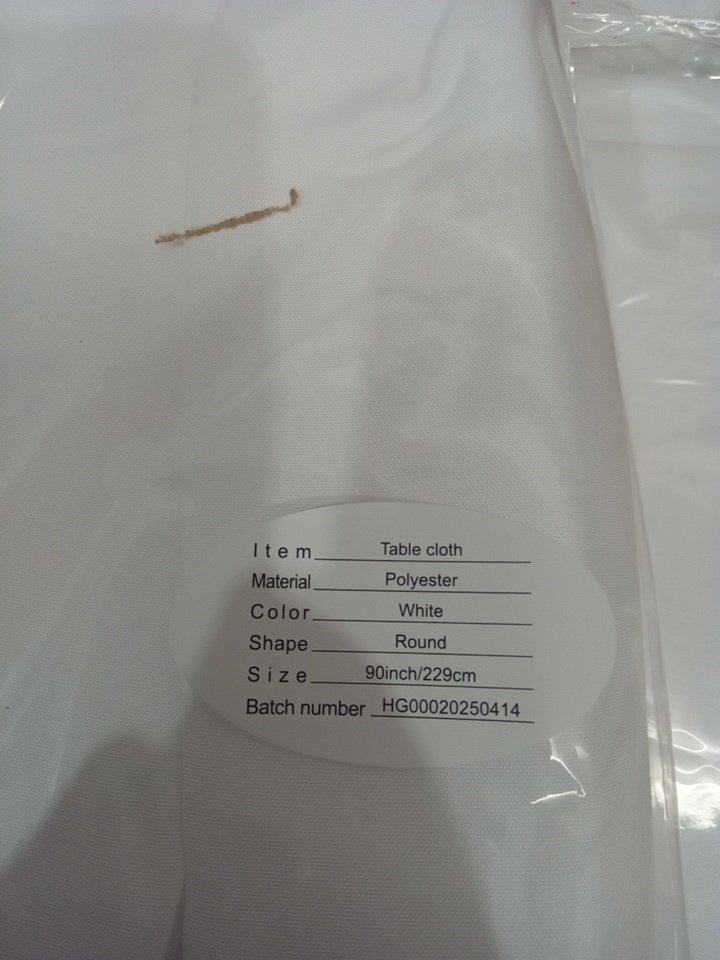 Item Table cloth
Material Polyester
Color White
Shape Round
Size 90inch/229cm
Batch number HG00020250414